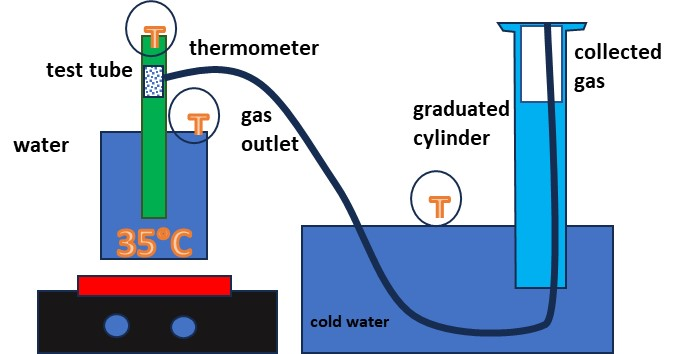 T
thermometer
test tube
T
gas
outlet
water
35°C
T
graduated
cylinder
collected
gas
cold water